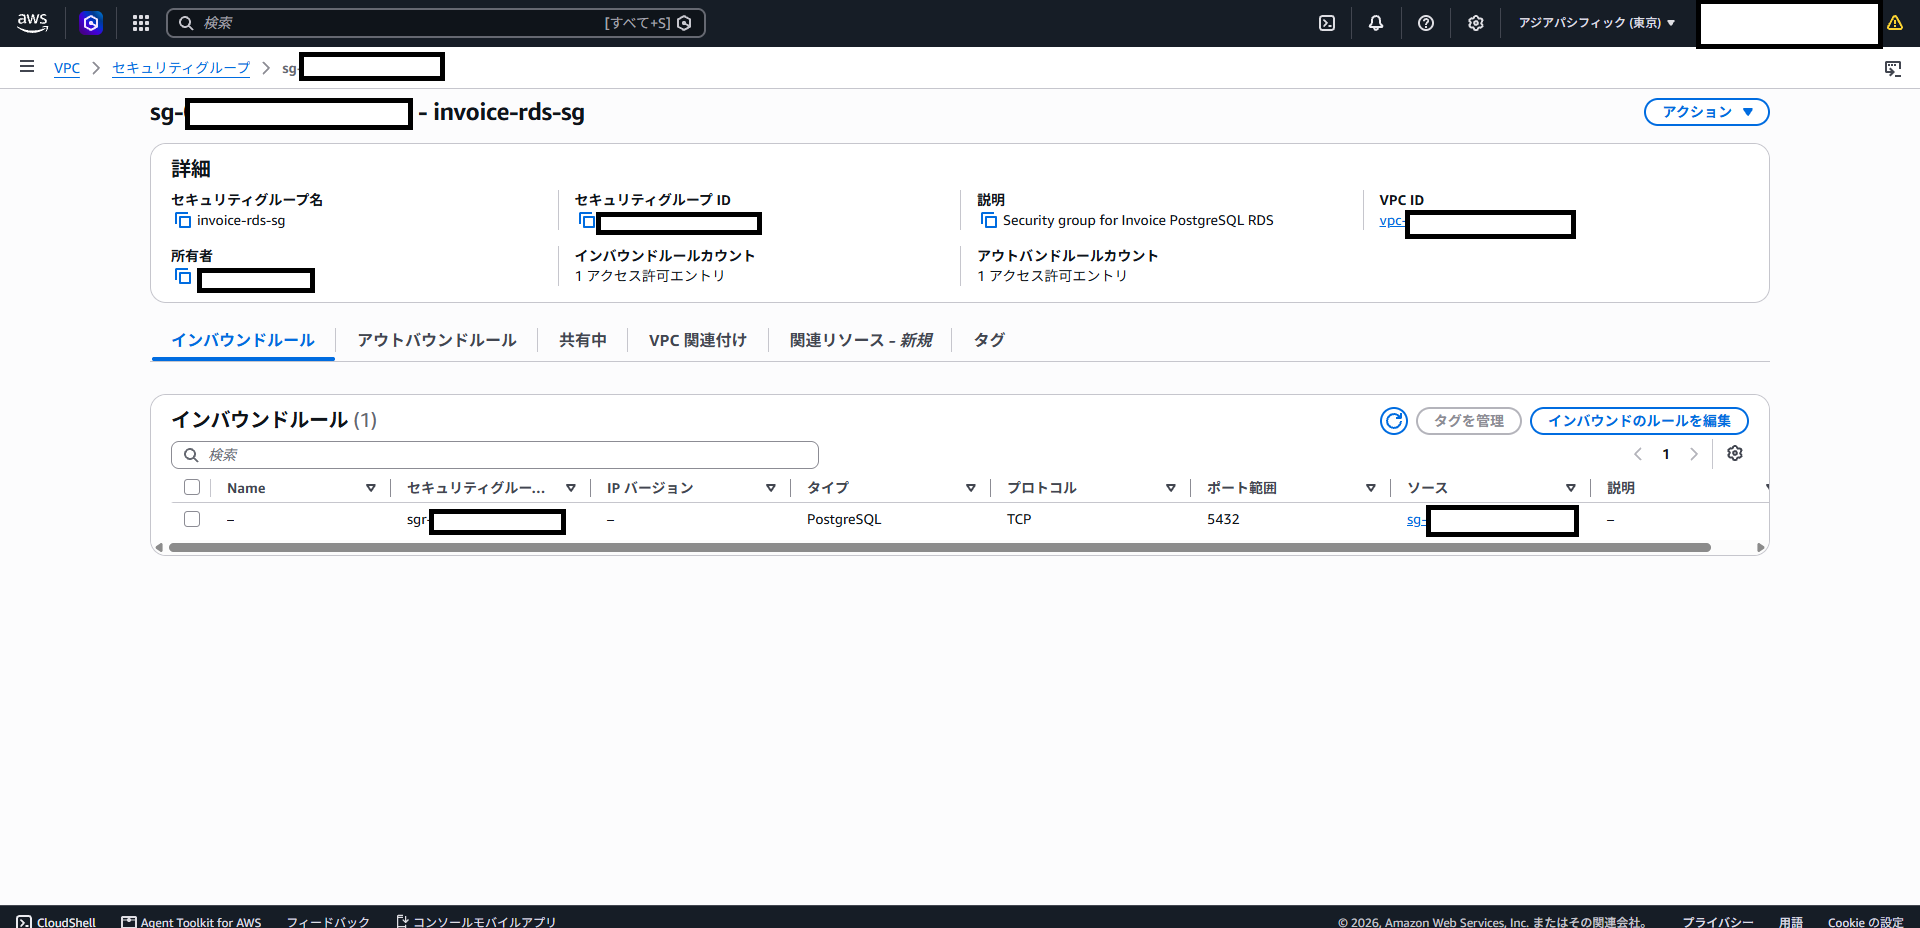 aws
検索
[すべて+S]
アジアパシフィック (東京)
VPC
セキュリティグループ
sg-
sg- - invoice-rds-sg
アクション
詳細
セキュリティグループ名
invoice-rds-sg
セキュリティグループ ID
説明
Security group for Invoice PostgreSQL RDS
VPC ID
vpc-
所有者
インバウンドルールカウント
1 アクセス許可エントリ
アウトバンドルールカウント
1 アクセス許可エントリ
インバウンドルール
アウトバウンドルール
共有中
VPC 関連付け
関連リソース - 新規
タグ
インバウンドルール (1)
タグを管理
インバウンドのルールを編集
検索
1
Name セキュリティグルー... IP バージョン タイプ プロトコル ポート範囲 ソース 説明
– sgr- – PostgreSQL TCP 5432 sg- –
CloudShell
Agent Toolkit for AWS
フィードバック
コンソールモバイルアプリ
© 2026, Amazon Web Services, Inc. またはその関連会社。
プライバシー
用語
Cookie の設定